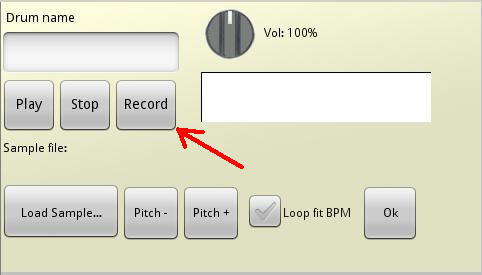 Drum name
Vol: 100%
Play
Stop
Record
Sample file:
Load Sample...
Pitch -
Pitch +
Loop fit BPM
Ok